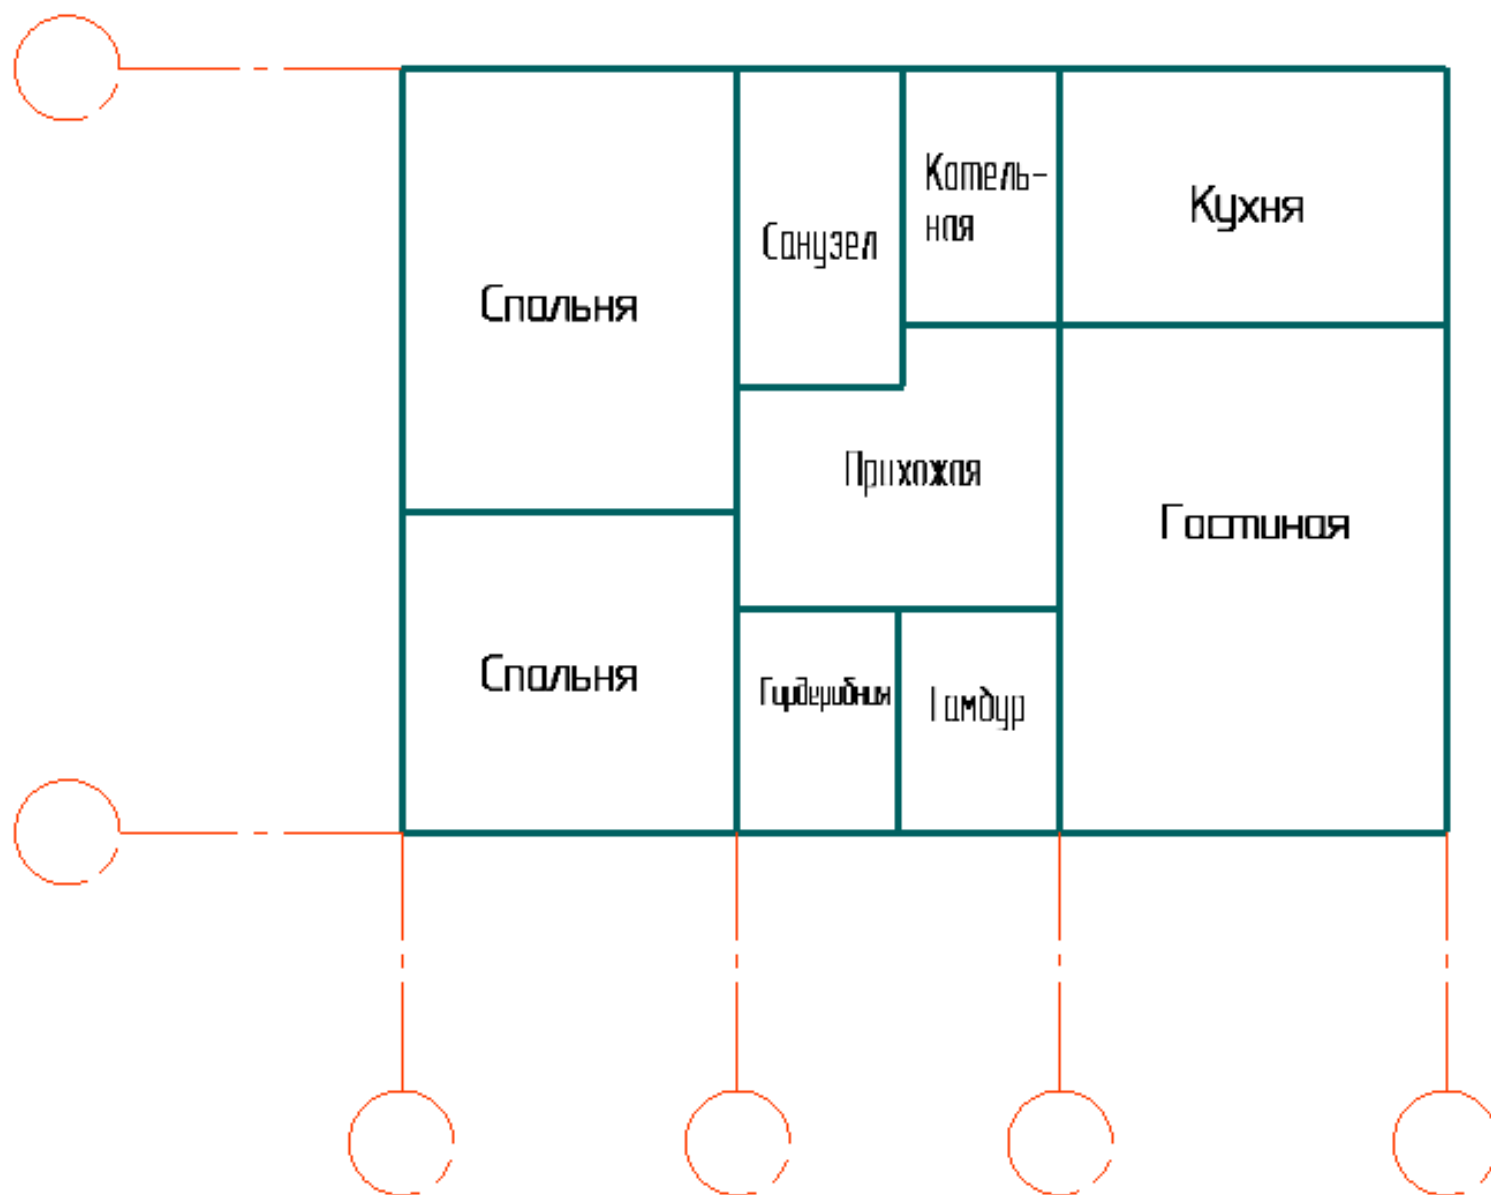 Котель-
ная
Кухня
Санузел
Спальня
Прихожая
Гостиная
Спальня
Гардеробная
Тамбур